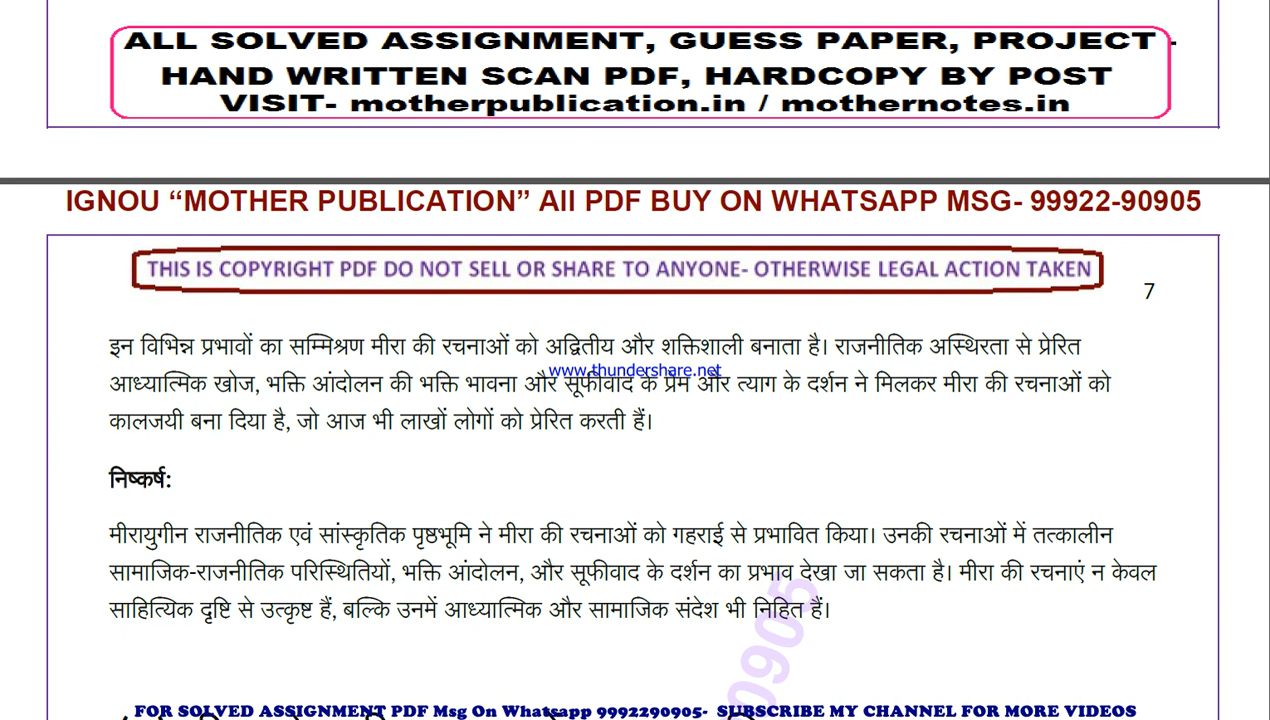 ALL SOLVED ASSIGNMENT, GUESS PAPER, PROJECT -
HAND WRITTEN SCAN PDF, HARDCOPY BY POST
VISIT- motherpublication.in / mothernotes.in
IGNOU “MOTHER PUBLICATION” All PDF BUY ON WHATSAPP MSG- 99922-90905
THIS IS COPYRIGHT PDF DO NOT SELL OR SHARE TO ANYONE- OTHERWISE LEGAL ACTION TAKEN
7
इन विभिन्न प्रभावों का सम्मिश्रण मीरा की रचनाओं को अद्वितीय और शक्तिशाली बनाता है। राजनीतिक अस्थिरता से प्रेरित
www.thundershare.net
आध्यात्मिक खोज, भक्ति आंदोलन की भक्ति भावना और सूफीवाद के प्रेम और त्याग के दर्शन ने मिलकर मीरा की रचनाओं को
कालजयी बना दिया है, जो आज भी लाखों लोगों को प्रेरित करती हैं।
निष्कर्ष:
मीरायुगीन राजनीतिक एवं सांस्कृतिक पृष्ठभूमि ने मीरा की रचनाओं को गहराई से प्रभावित किया। उनकी रचनाओं में तत्कालीन
सामाजिक-राजनीतिक परिस्थितियों, भक्ति आंदोलन, और सूफीवाद के दर्शन का प्रभाव देखा जा सकता है। मीरा की रचनाएं न केवल
साहित्यिक दृष्टि से उत्कृष्ट हैं, बल्कि उनमें आध्यात्मिक और सामाजिक संदेश भी निहित हैं।
0905
FOR SOLVED ASSIGNMENT PDF Msg On Whatsapp 9992290905- SUBSCRIBE MY CHANNEL FOR MORE VIDEOS